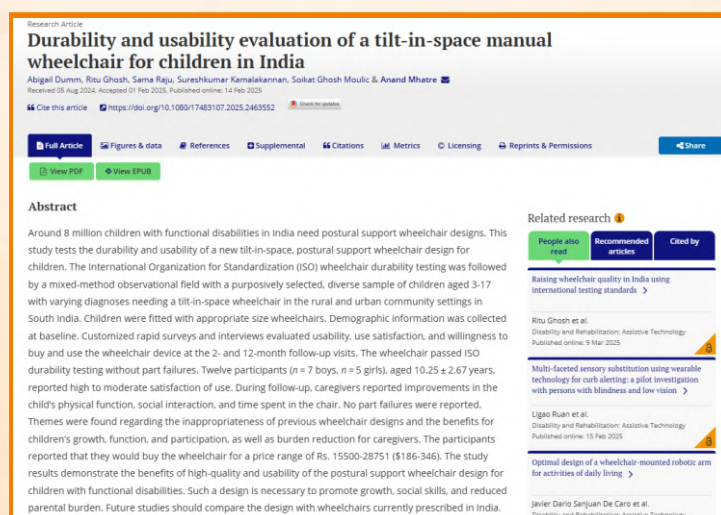 Research Article
Durability and usability evaluation of a tilt-in-space manual
wheelchair for children in India
Abigail Dumm, Ritu Ghosh, Sama Raju, Sureshkumar Kamalakannan, Soikat Ghosh Moulic & Anand Mhatre
Received 05 Aug 2024, Accepted 01 Feb 2025, Published online: 14 Feb 2025
Cite this article https://doi.org/10.1080/17483107.2025.2463552 Check for updates
Full Article Figures & data References Supplemental Citations Metrics Licensing Reprints & Permissions Share
View PDF View EPUB
Abstract
Around 8 million children with functional disabilities in India need postural support wheelchair designs. This
study tests the durability and usability of a new tilt-in-space, postural support wheelchair design for
children. The International Organization for Standardization (ISO) wheelchair durability testing was followed
by a mixed-method observational field with a purposively selected, diverse sample of children aged 3-17
with varying diagnoses needing a tilt-in-space wheelchair in the rural and urban community settings in
South India. Children were fitted with appropriate size wheelchairs. Demographic information was collected
at baseline. Customized rapid surveys and interviews evaluated usability, use satisfaction, and willingness to
buy and use the wheelchair device at the 2- and 12-month follow-up visits. The wheelchair passed ISO
durability testing without part failures. Twelve participants (n = 7 boys, n = 5 girls), aged 10.25 ± 2.67 years,
reported high to moderate satisfaction of use. During follow-up, caregivers reported improvements in the
child's physical function, social interaction, and time spent in the chair. No part failures were reported.
Themes were found regarding the inappropriateness of previous wheelchair designs and the benefits for
children's growth, function, and participation, as well as burden reduction for caregivers. The participants
reported that they would buy the wheelchair for a price range of Rs. 15500-28751 ($186-346). The study
results demonstrate the benefits of high-quality and usability of the postural support wheelchair design for
children with functional disabilities. Such a design is necessary to promote growth, social skills, and reduced
parental burden. Future studies should compare the design with wheelchairs currently prescribed in India.
Related research
People also read
Recommended articles
Cited by
Raising wheelchair quality in India using
international testing standards
Ritu Ghosh et al.
Disability and Rehabilitation: Assistive Technology
Published online: 9 Mar 2025
Multi-faceted sensory substitution using wearable
technology for curb alerting: a pilot investigation
with persons with blindness and low vision
Ligao Ruan et al.
Disability and Rehabilitation: Assistive Technology
Published online: 15 Feb 2025
Optimal design of a wheelchair-mounted robotic arm
for activities of daily living
Javier Dario Sanjuan De Caro et al.
Disability and Rehabilitation: Assistive Technology